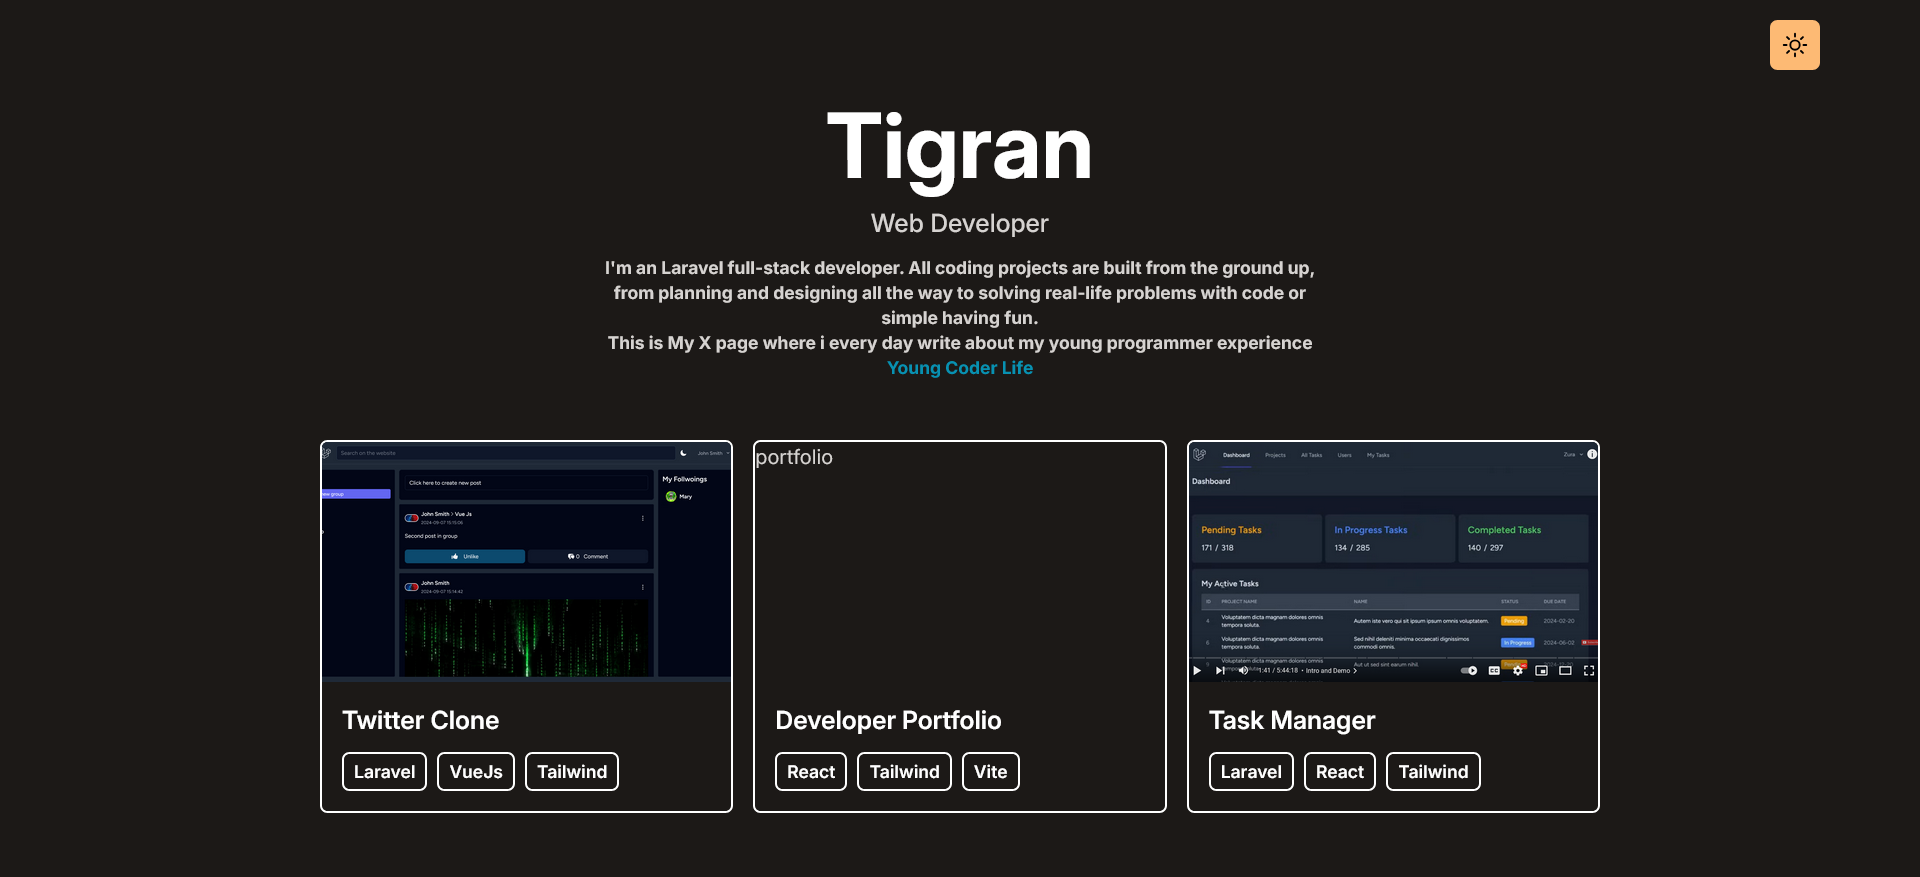 Tigran
Web Developer
I'm an Laravel full-stack developer. All coding projects are built from the ground up,
from planning and designing all the way to solving real-life problems with code or
simple having fun.
This is My X page where i every day write about my young programmer experience
Young Coder Life
Search on the website
John Smith
new group
Click here to create new post
My Follwoings
Mary
John Smith > Vue Js
2024-09-07 15:15:06
Second post in group
Unlike
0 Comment
John Smith
2024-09-07 15:14:42
Twitter Clone
Laravel
VueJs
Tailwind
portfolio
Developer Portfolio
React
Tailwind
Vite
Dashboard
Projects
All Tasks
Users
My Tasks
Zura
Dashboard
Pending Tasks
171 / 318
In Progress Tasks
134 / 285
Completed Tasks
140 / 297
My Active Tasks
ID PROJECT NAME NAME STATUS DUE DATE
4 Voluptatem dicta magnam dolores omnis tempora soluta. Autem iste vero qui sit ipsum ipsum omnis voluptatem. Pending 2024-02-20
6 Voluptatem dicta magnam dolores omnis tempora soluta. Sed nihil deleniti minima occaecati dignissimos commodi omnis. In Progress 2024-06-02
9 Voluptatem dicta magnam dolores omnis Aut ut sed sint earum nihil.
1:41 / 5:44:18 • Intro and Demo >
Task Manager
Laravel
React
Tailwind